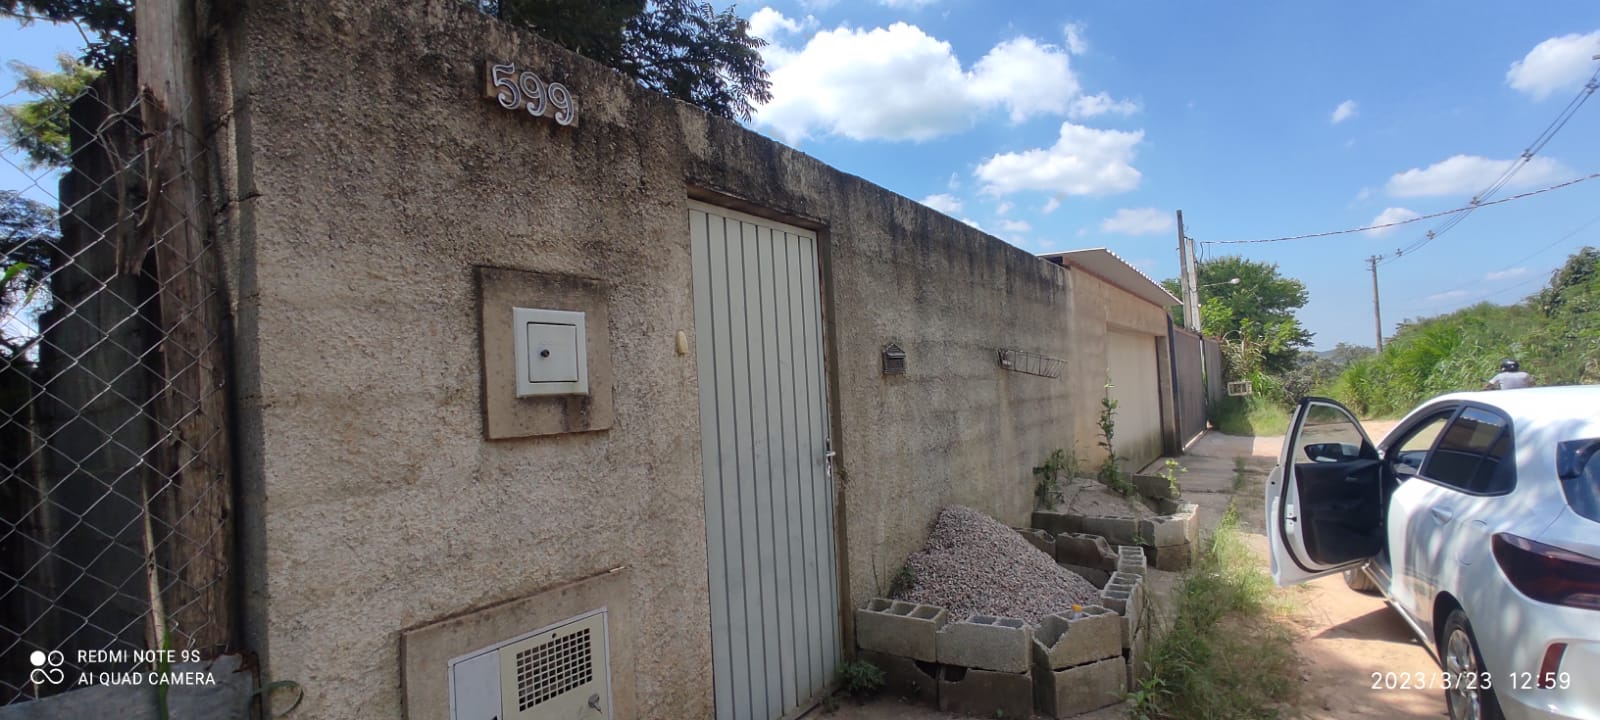 599
REDMI NOTE 9S
AI QUAD CAMERA
2023/3/23 12:59